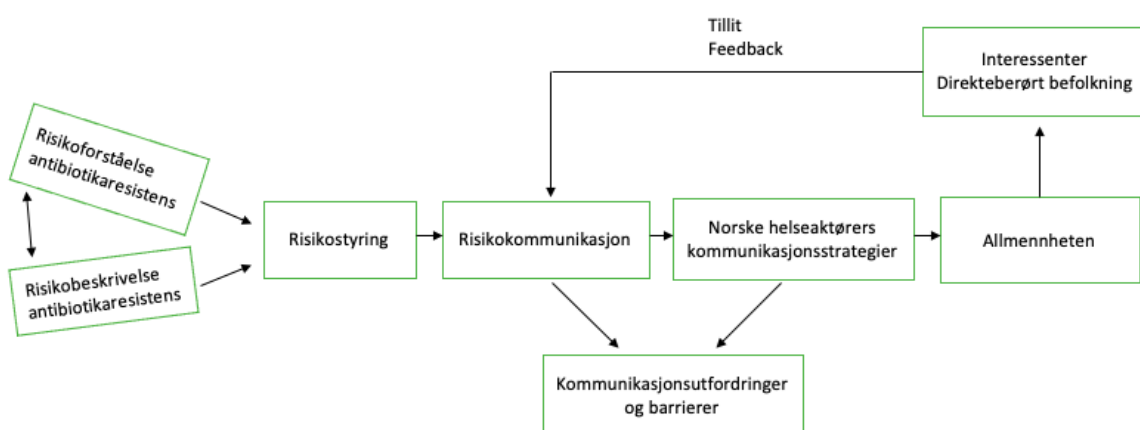 Tillit
Feedback
Interessenter
Direkteberørt befolkning
Risikoforståelse
antibiotikaresistens
Risikobeskrivelse
antibiotikaresistens
Risikostyring
Risikokommunikasjon
Norske helseaktørers
kommunikasjonsstrategier
Allmennheten
Kommunikasjonsutfordringer
og barrierer